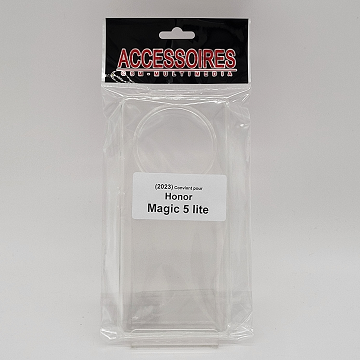 ACCESSOIRES
GSM-MULTIMEDIA
(2023) Convient pour
Honor
Magic 5 lite